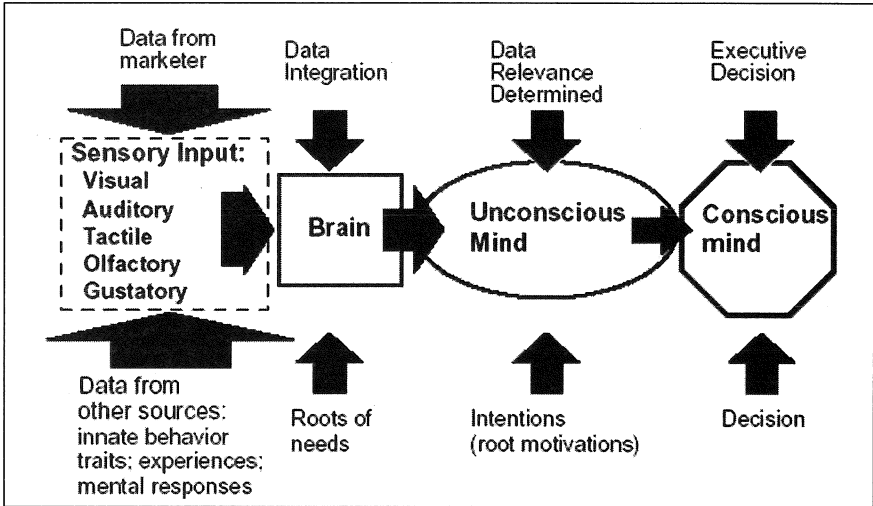 Data from
marketer
Data
Integration
Data
Relevance
Determined
Executive
Decision
Sensory Input:
Visual
Auditory
Tactile
Olfactory
Gustatory
Brain
Unconscious
Mind
Conscious
mind
Data from
other sources:
innate behavior
traits; experiences;
mental responses
Roots of
needs
Intentions
(root motivations)
Decision